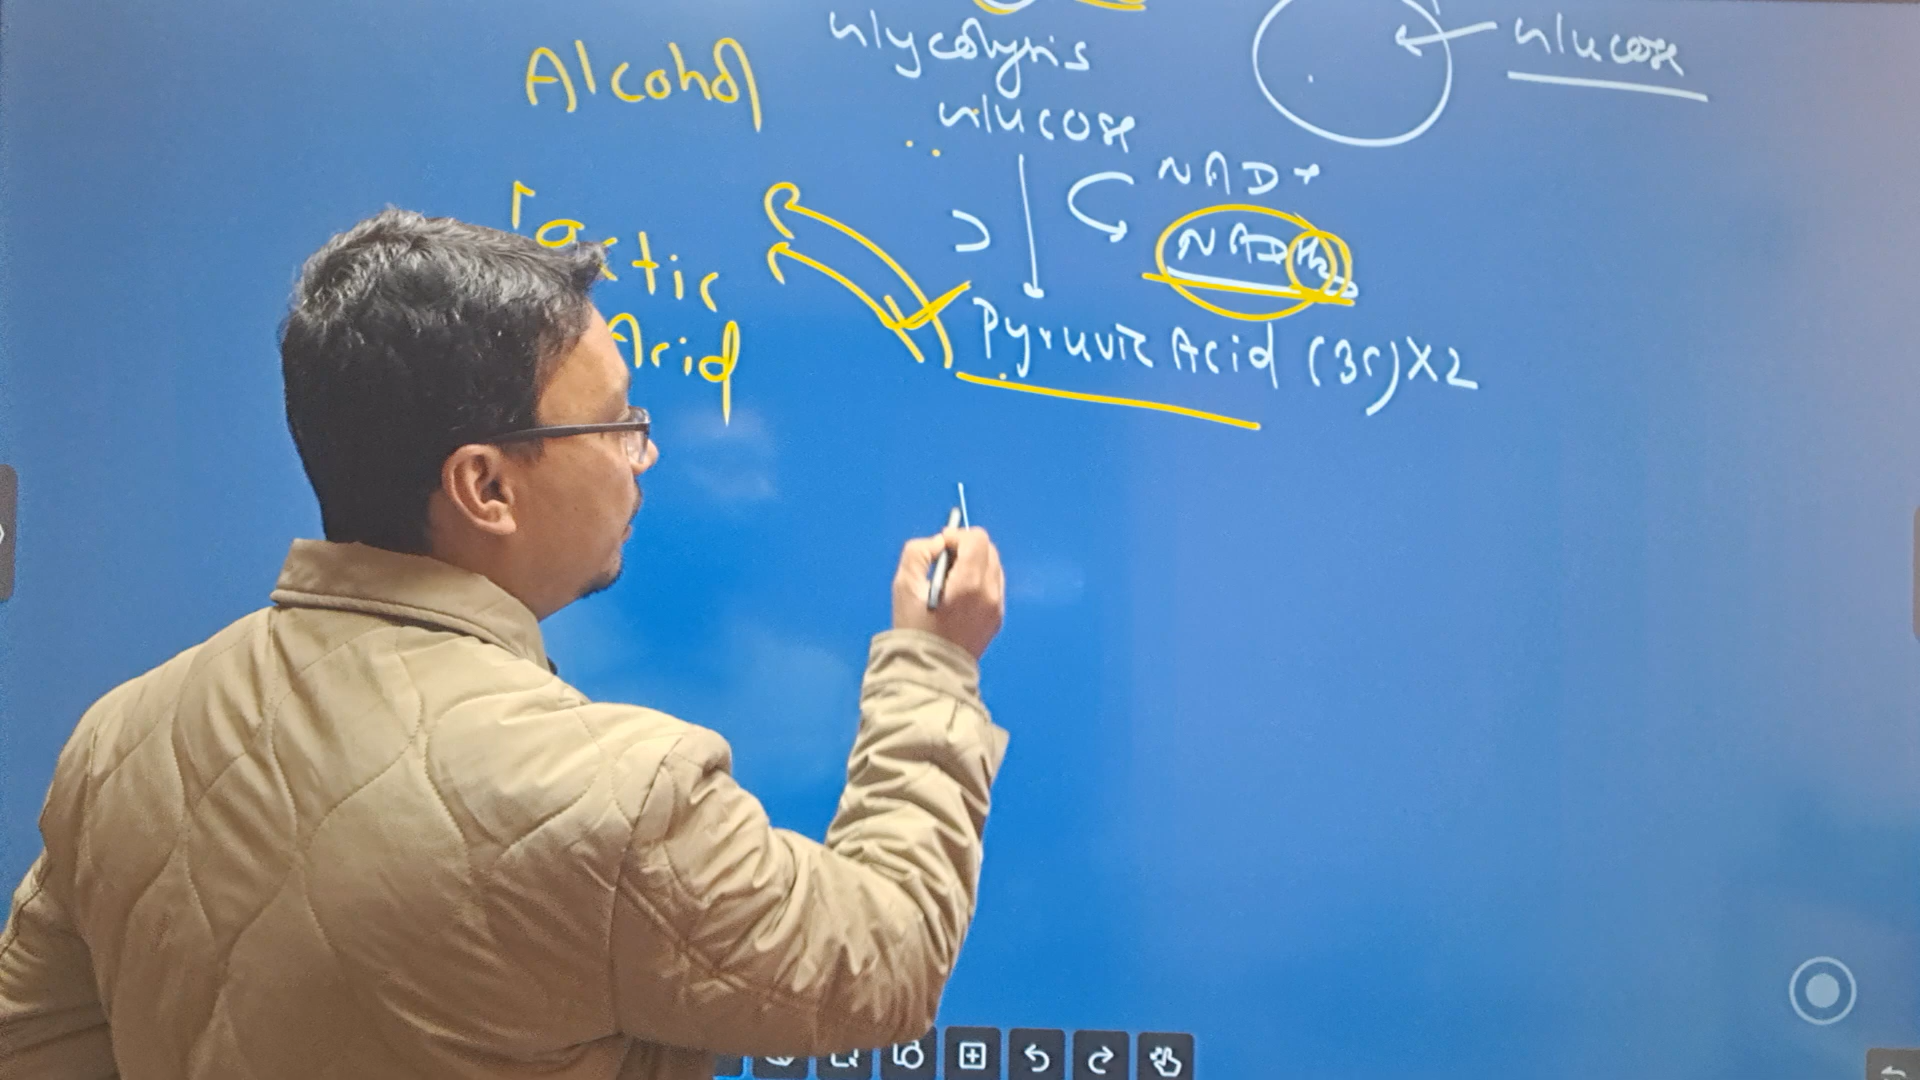 Glycolysis
Glucose
Alcohol
Glucose
NAD+
NADH2
Lactic
Acid
Pyruvic Acid (3C)X2